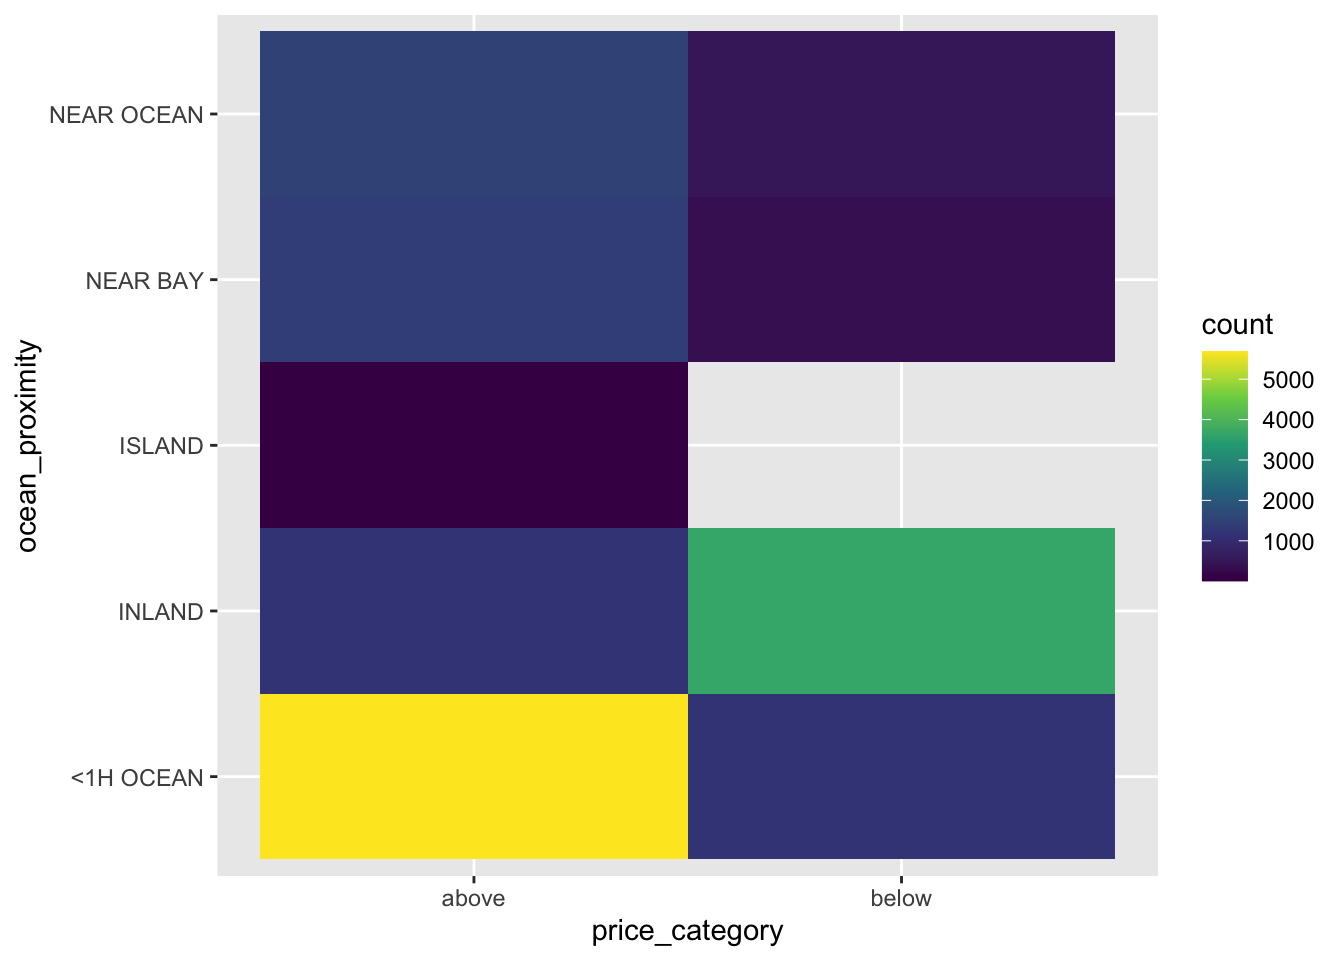 NEAR OCEAN
NEAR BAY
ISLAND
INLAND
<1H OCEAN
ocean_proximity
above
below
price_category
count
5000
4000
3000
2000
1000